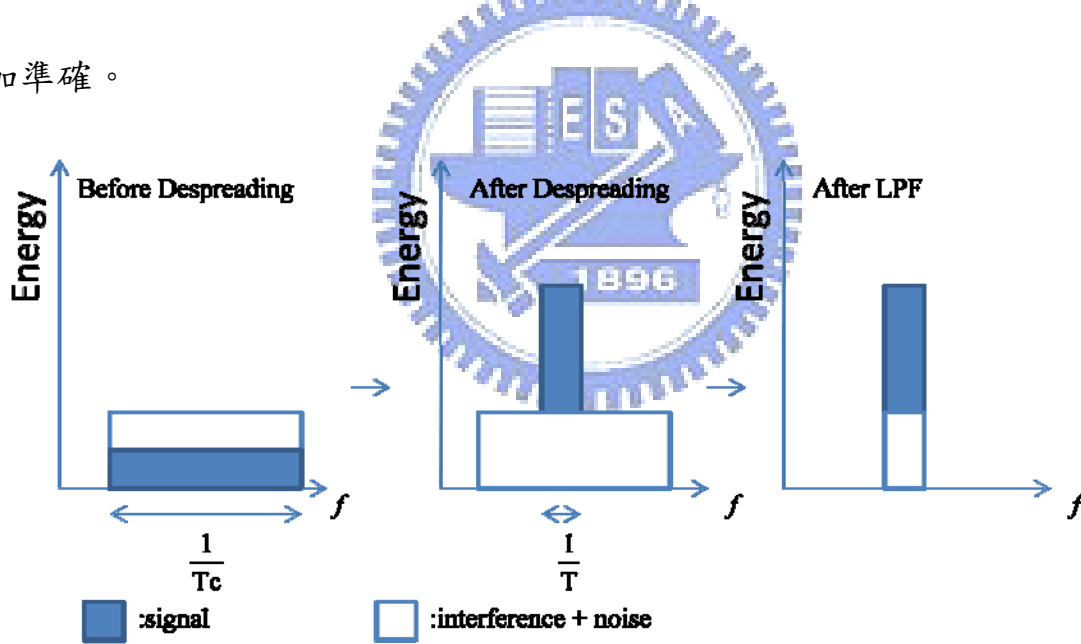 加準確。
ESA
1896
Before Despreading
After Despreading
After LPF
Energy
Energy
Energy
f
f
f
1
Tc
1
T
:signal
:interference + noise